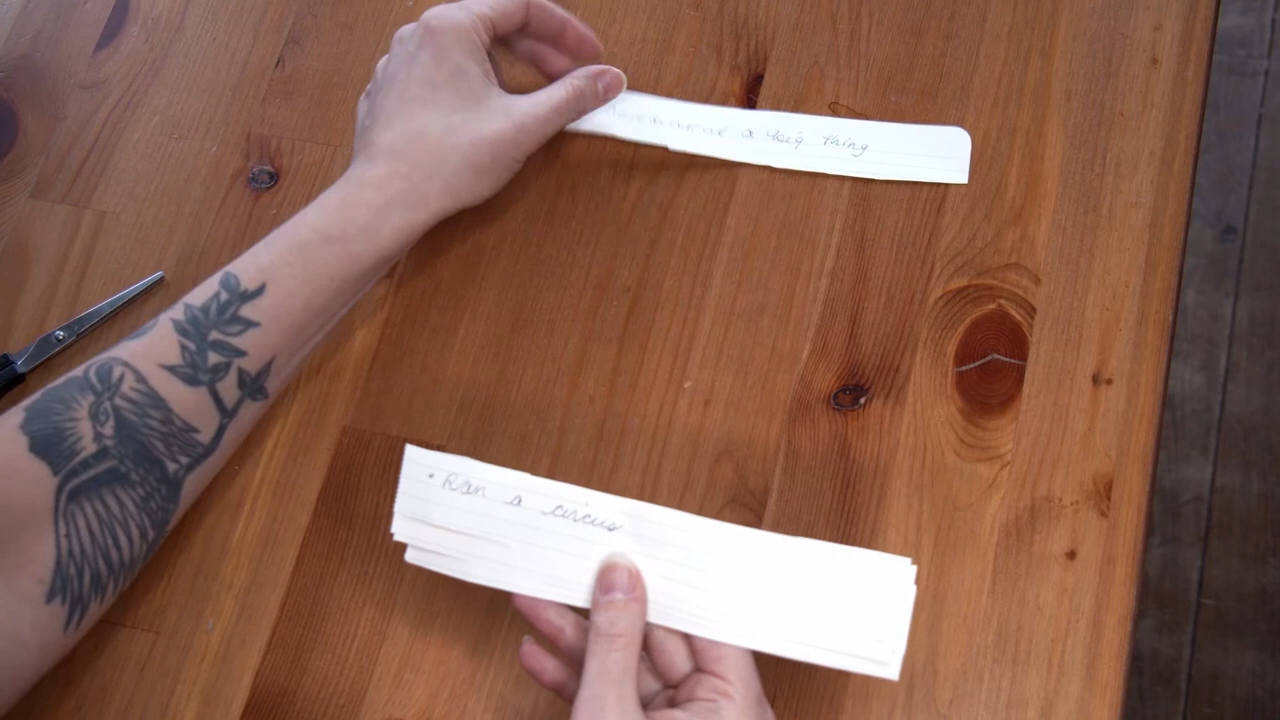 a big thing
• Ran a circus